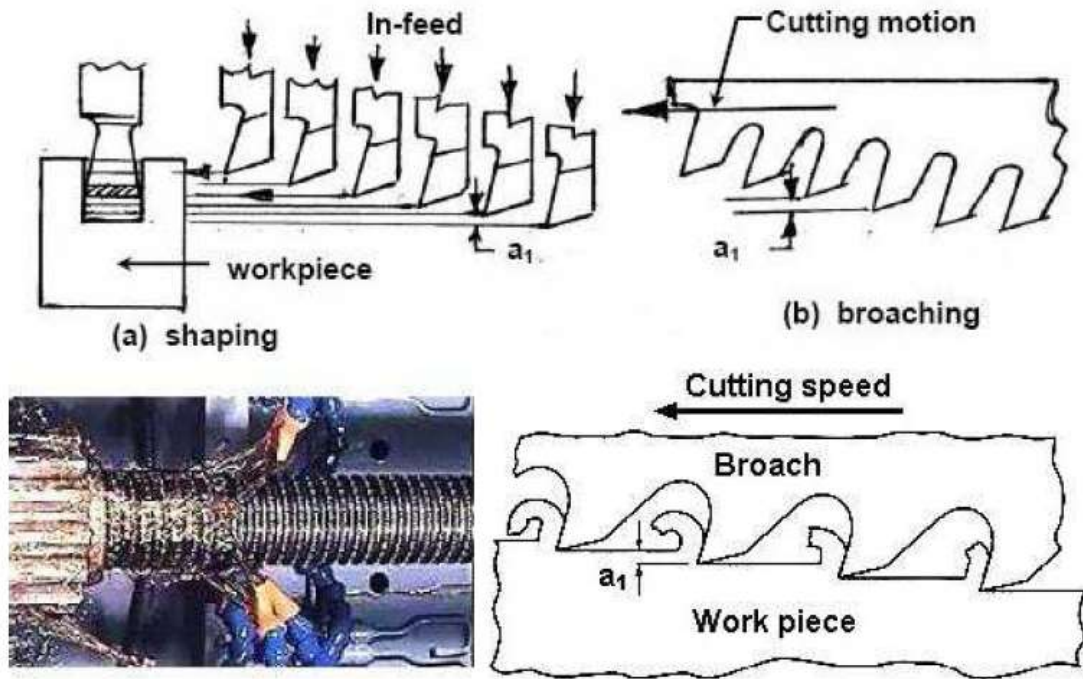 In-feed
Cutting motion
a1
workpiece
(a) shaping
a1
(b) broaching
Cutting speed
Broach
a1
Work piece